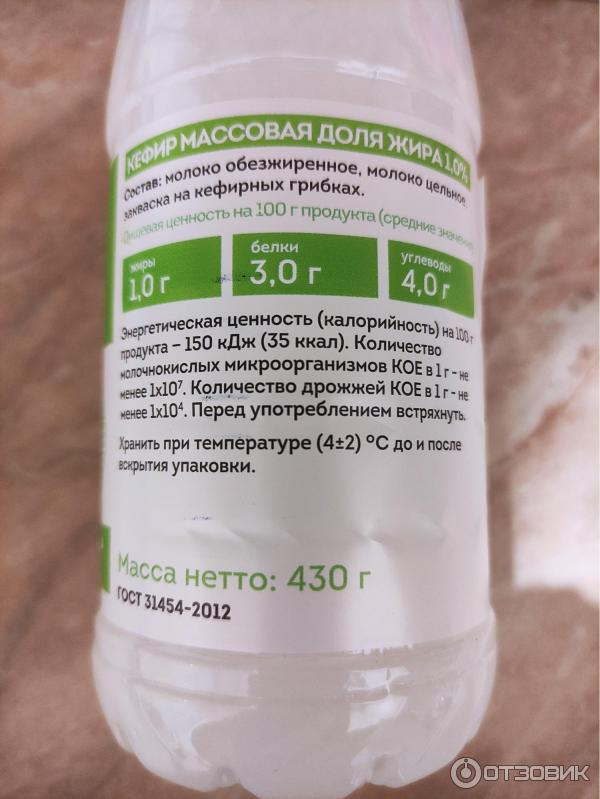 КЕФИР МАССОВАЯ ДОЛЯ ЖИРА 1,0%
Состав: молоко обезжиренное, молоко цельное,
закваска на кефирных грибках.
Пищевая ценность на 100 г продукта (средние значения)
жиры
1,0 г
белки
3,0 г
углеводы
4,0 г
Энергетическая ценность (калорийность) на 100 г
продукта – 150 кДж (35 ккал). Количество
молочнокислых микроорганизмов КОЕ в 1 г - не
менее 1х10⁷. Количество дрожжей КОЕ в 1 г - не
менее 1х10⁴. Перед употреблением встряхнуть.
Хранить при температуре (4±2) °С до и после
вскрытия упаковки.
Масса нетто: 430 г
ГОСТ 31454-2012
ОТЗОВИК